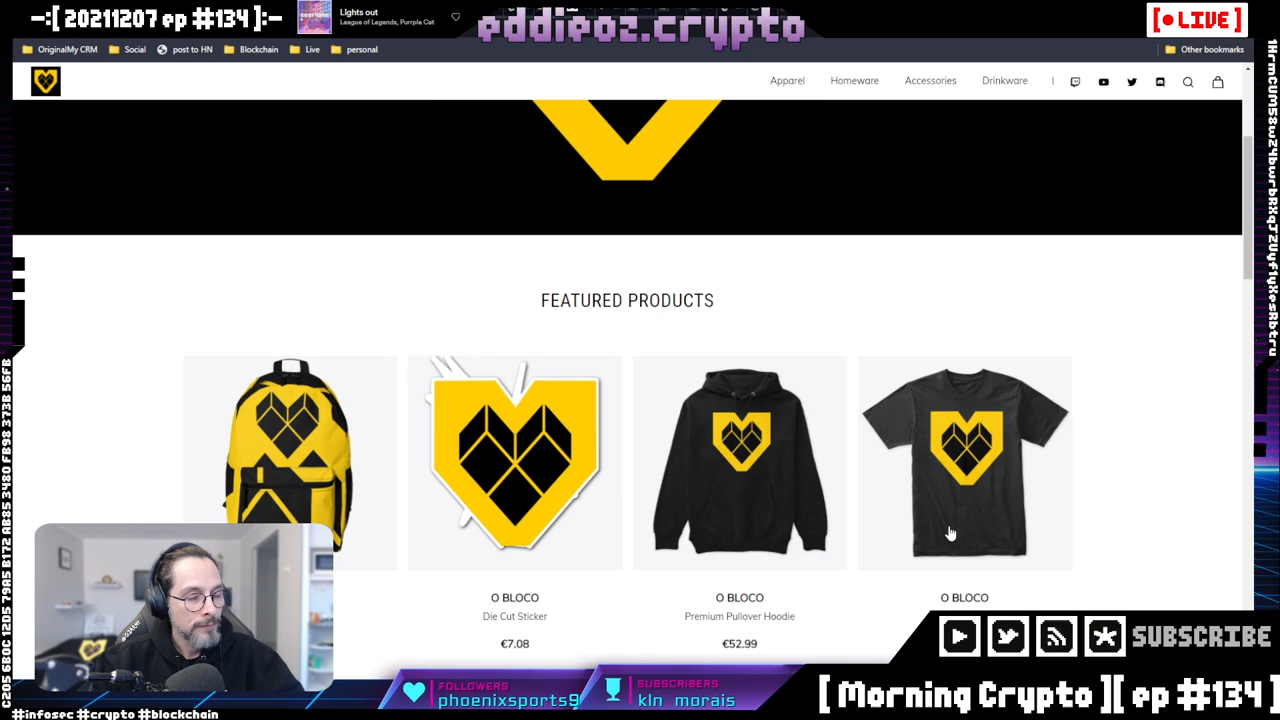 -:[ 20211207 ep #134 ]:-
Lights out
League of Legends, Purrple Cat
eddieoz.crypto
[•LIVE]
OriginalMy CRM
Social
post to HN
Blockchain
Live
personal
Other bookmarks
Apparel
Homeware
Accessories
Drinkware
FEATURED PRODUCTS
O BLOCO
Die Cut Sticker
€7.08
O BLOCO
Premium Pullover Hoodie
€52.99
O BLOCO
SUBSCRIBE
FOLLOWERS
phoenixsports9
SUBSCRIBERS
kln morais
[ Morning Crypto ][ ep #134 ]
#infosec #crypto #blockchain